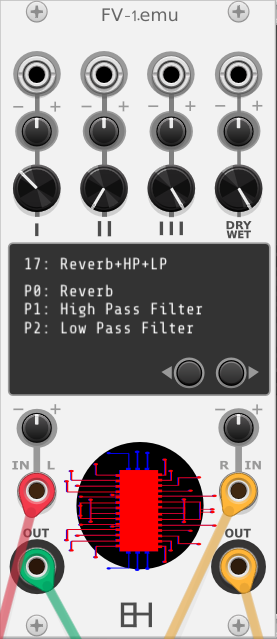 FV-1.emu
− + − + − + − +
I II III DRY
WET
17: Reverb+HP+LP
P0: Reverb
P1: High Pass Filter
P2: Low Pass Filter
− + − +
IN L R IN
OUT OUT